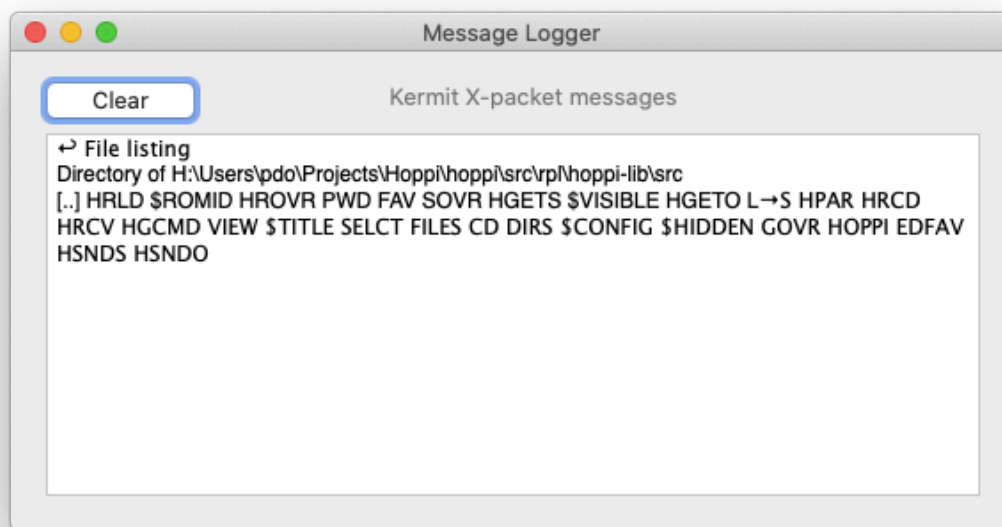 Message Logger
Clear
Kermit X-packet messages
↩ File listing
Directory of H:\Users\pdo\Projects\Hoppi\hoppi\src\rpl\hoppi-lib\src
[..] HRLD $ROMID HROVR PWD FAV SOVR HGETS $VISIBLE HGETO L→S HPAR HRCD
HRCV HGCMD VIEW $TITLE SELCT FILES CD DIRS $CONFIG $HIDDEN GOVR HOPPI EDFAV
HSNDS HSNDO